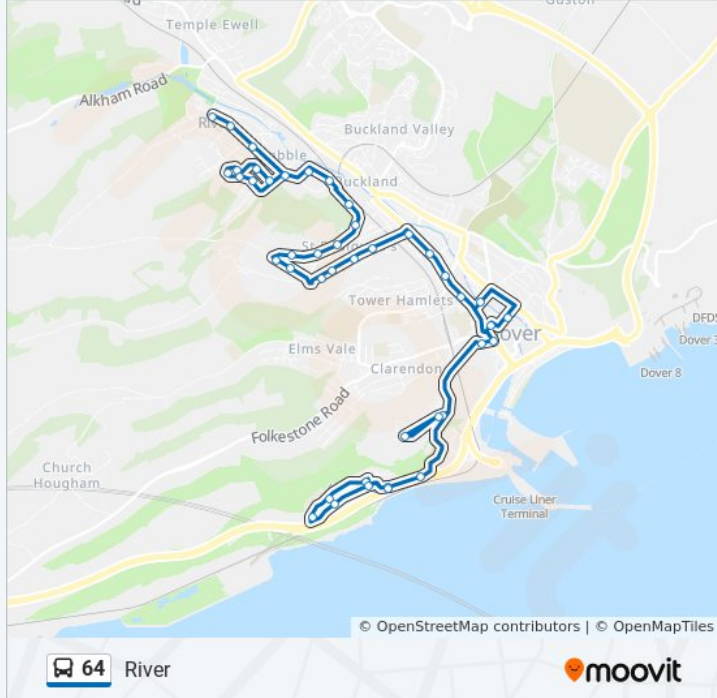 Temple Ewell
Guston
Alkham Road
Buckland Valley
Buckland
Tower Hamlets
Elms Vale
Clarendon
DFDS
Dover 3
Dover 8
Folkestone Road
Church
Hougham
Cruise Liner
Terminal
© OpenStreetMap contributors | © OpenMapTiles
64 River
moovit